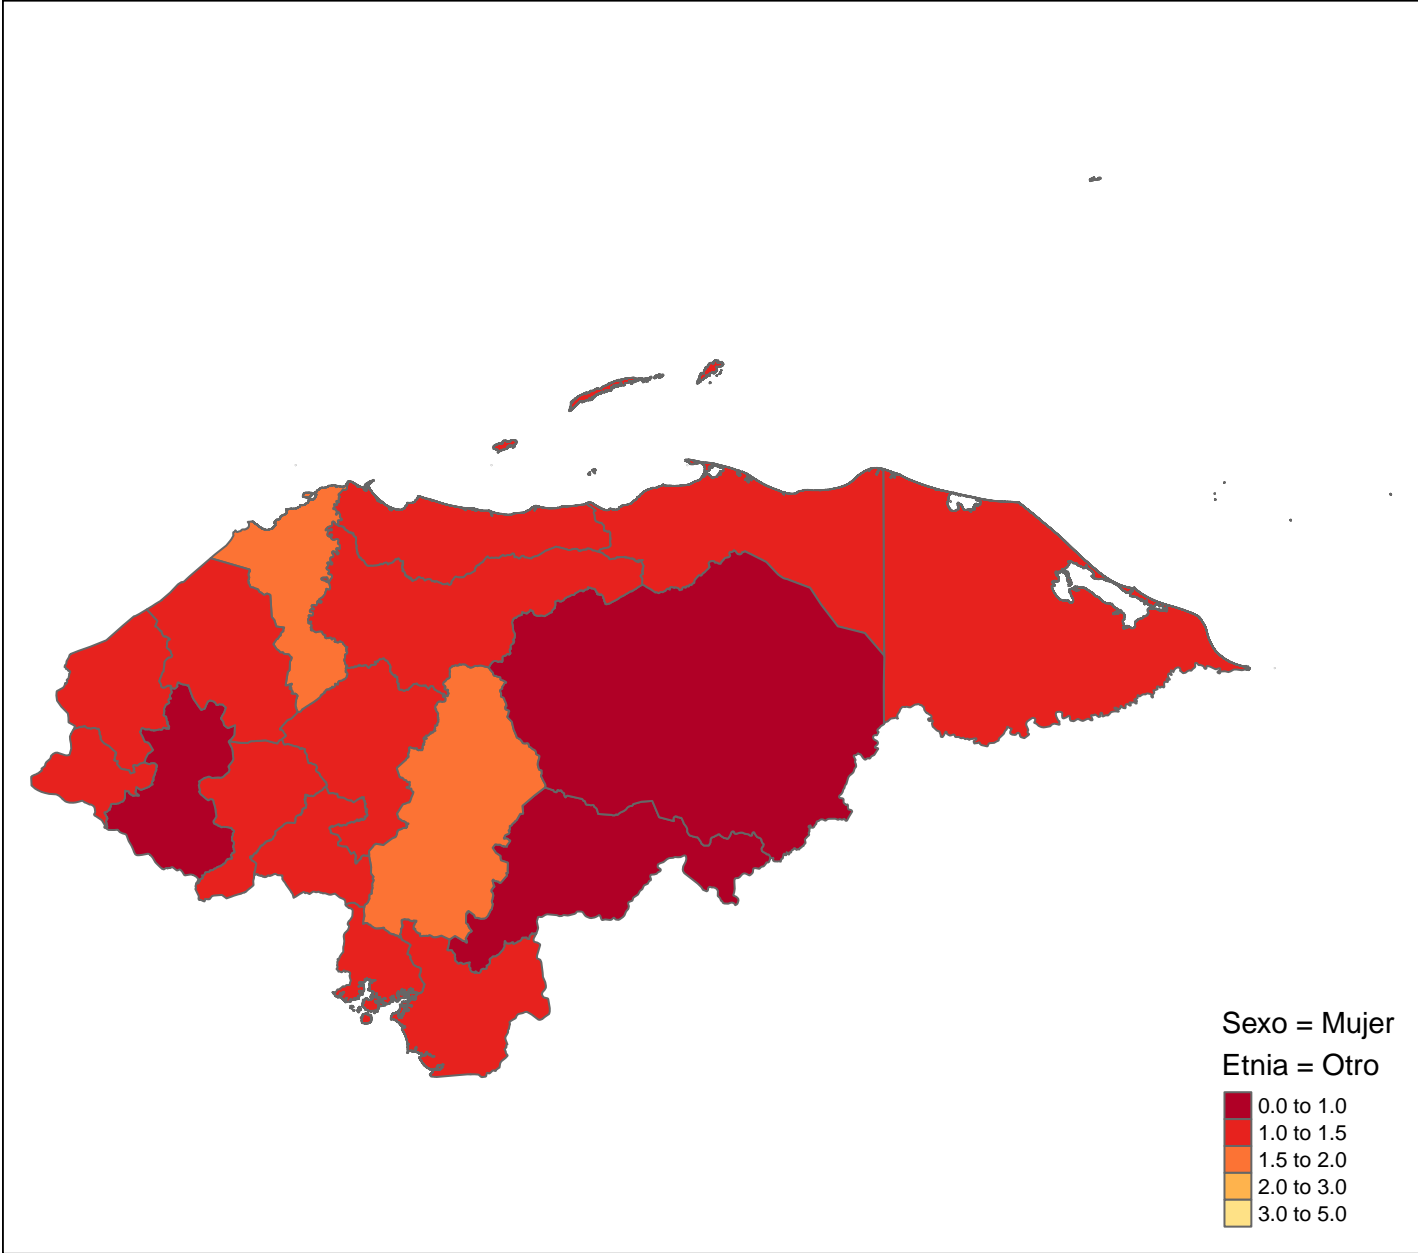 Sexo = Mujer
Etnia = Otro
0.0 to 1.0
1.0 to 1.5
1.5 to 2.0
2.0 to 3.0
3.0 to 5.0